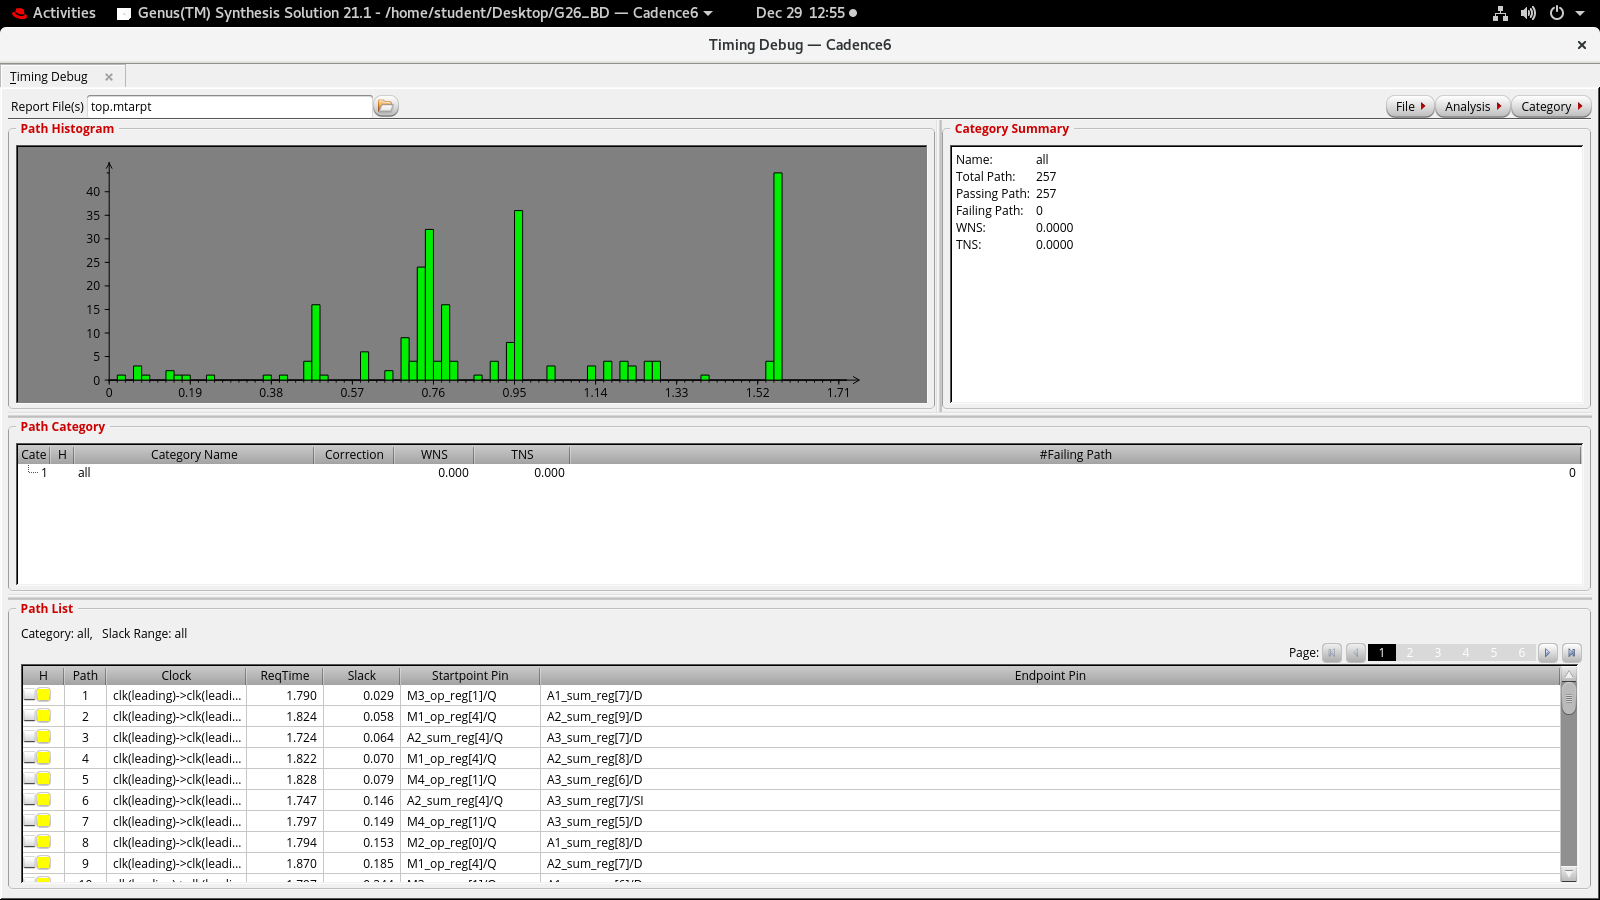 Activities Genus(TM) Synthesis Solution 21.1 - /home/student/Desktop/G26_BD — Cadence6 Dec 29 12:55
Timing Debug — Cadence6
Timing Debug
Report File(s) top.mtarpt File Analysis Category
Path Histogram
40
35
30
25
20
15
10
5
0
0 0.19 0.38 0.57 0.76 0.95 1.14 1.33 1.52 1.71
Category Summary
Name: all
Total Path: 257
Passing Path: 257
Failing Path: 0
WNS: 0.0000
TNS: 0.0000
Path Category
Cate H Category Name Correction WNS TNS #Failing Path
1 all 0.000 0.000 0
Path List
Category: all, Slack Range: all
Page: 1 2 3 4 5 6
H Path Clock ReqTime Slack Startpoint Pin Endpoint Pin
1 clk(leading)->clk(leadi... 1.790 0.029 M3_op_reg[1]/Q A1_sum_reg[7]/D
2 clk(leading)->clk(leadi... 1.824 0.058 M1_op_reg[4]/Q A2_sum_reg[9]/D
3 clk(leading)->clk(leadi... 1.724 0.064 A2_sum_reg[4]/Q A3_sum_reg[7]/D
4 clk(leading)->clk(leadi... 1.822 0.070 M1_op_reg[4]/Q A2_sum_reg[8]/D
5 clk(leading)->clk(leadi... 1.828 0.079 M4_op_reg[1]/Q A3_sum_reg[6]/D
6 clk(leading)->clk(leadi... 1.747 0.146 A2_sum_reg[4]/Q A3_sum_reg[7]/SI
7 clk(leading)->clk(leadi... 1.797 0.149 M4_op_reg[1]/Q A3_sum_reg[5]/D
8 clk(leading)->clk(leadi... 1.794 0.153 M2_op_reg[0]/Q A1_sum_reg[8]/D
9 clk(leading)->clk(leadi... 1.870 0.185 M1_op_reg[4]/Q A2_sum_reg[7]/D